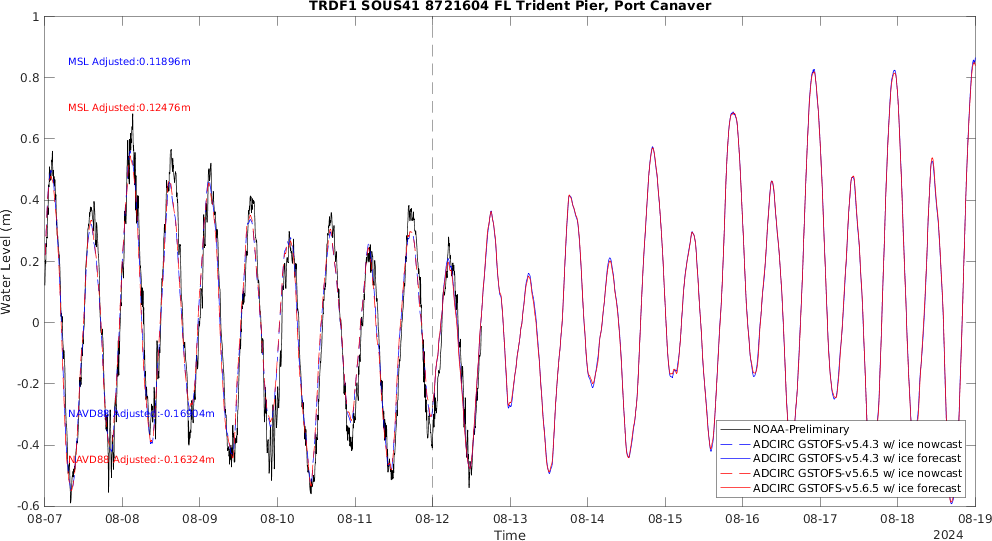 TRDF1 SOUS41 8721604 FL Trident Pier, Port Canaver
1
0.8
0.6
0.4
0.2
0
-0.2
-0.4
-0.6
Water Level (m)
MSL Adjusted:0.11896m
MSL Adjusted:0.12476m
NAVD88 Adjusted:-0.16904m
NAVD88 Adjusted:-0.16324m
NOAA-Preliminary
ADCIRC GSTOFS-v5.4.3 w/ ice nowcast
ADCIRC GSTOFS-v5.4.3 w/ ice forecast
ADCIRC GSTOFS-v5.6.5 w/ ice nowcast
ADCIRC GSTOFS-v5.6.5 w/ ice forecast
08-07 08-08 08-09 08-10 08-11 08-12 08-13 08-14 08-15 08-16 08-17 08-18 08-19
Time
2024